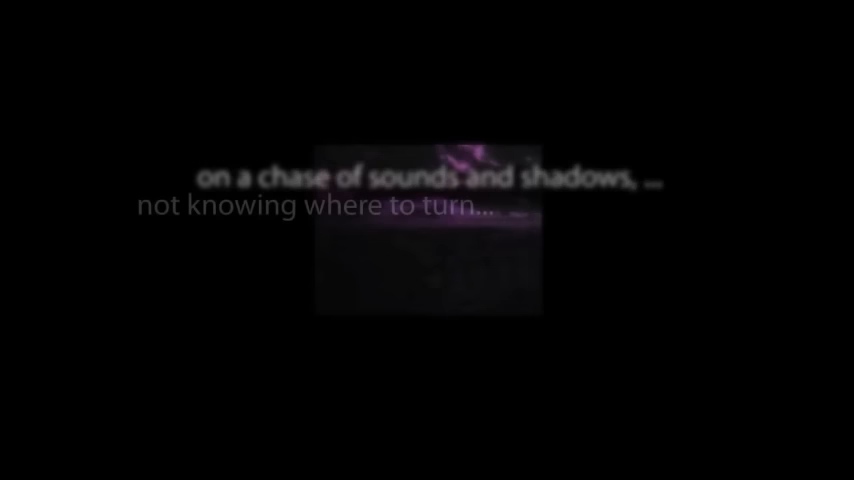 on a chase of sounds and shadows, ...
not knowing where to turn...